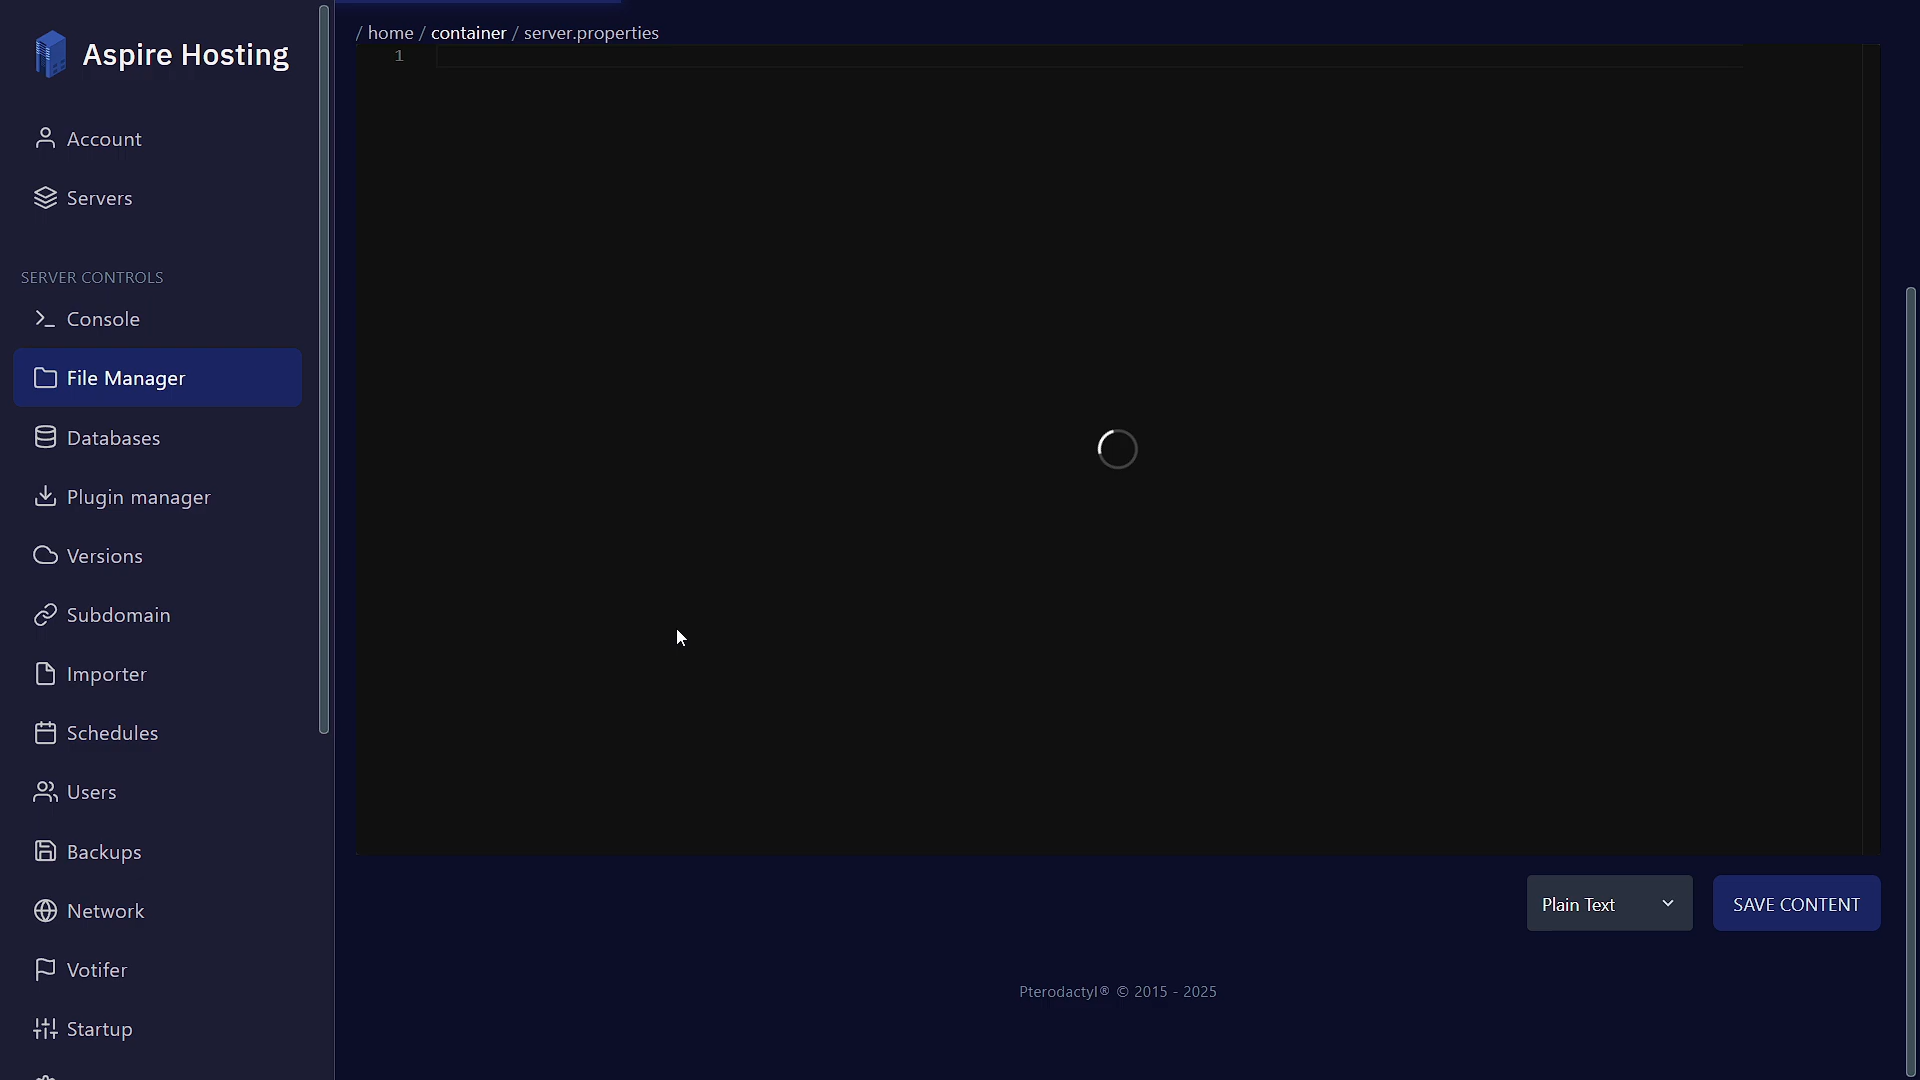 Aspire Hosting
Account
Servers
SERVER CONTROLS
Console
File Manager
Databases
Plugin manager
Versions
Subdomain
Importer
Schedules
Users
Backups
Network
Votifer
Startup
/ home / container / server.properties
1
Plain Text
SAVE CONTENT
Pterodactyl® © 2015 - 2025